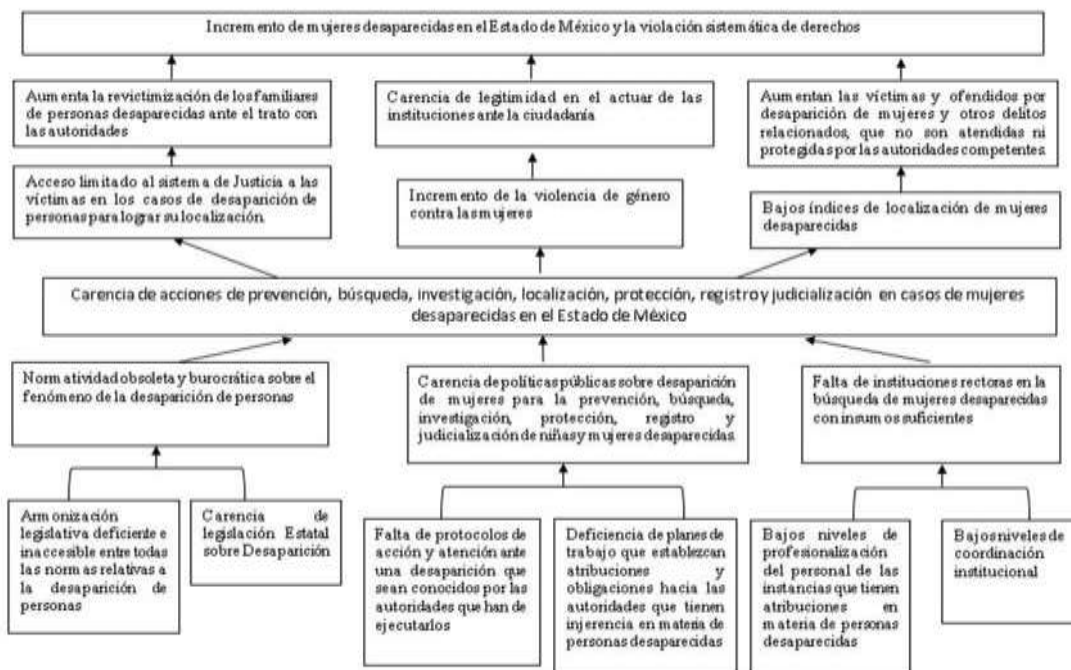 Incremento de mujeres desaparecidas en el Estado de México y la violación sistemática de derechos
Aumenta la revictimización de los familiares
de personas desaparecidas ante el trato con
las autoridades
Carencia de legitimidad en el actuar de las
instituciones ante la ciudadanía
Aumentan las víctimas y ofendidos por
desaparición de mujeres y otros delitos
relacionados, que no son atendidas ni
protegidas por las autoridades competentes.
Acceso limitado al sistema de Justicia a las
víctimas en los casos de desaparición de
personas para lograr su localización.
Incremento de la violencia de género
contra las mujeres
Bajos índices de localización de mujeres
desaparecidas
Carencia de acciones de prevención, búsqueda, investigación, localización, protección, registro y judicialización en casos de mujeres
desaparecidas en el Estado de México
Normatividad obsoleta y burocrática sobre el
fenómeno de la desaparición de personas
Carencia de políticas públicas sobre desaparición
de mujeres para la prevención, búsqueda,
investigación, protección, registro y
judicialización de niñas y mujeres desaparecidas.
Falta de instituciones rectoras en la
búsqueda de mujeres desaparecidas
con insumos suficientes
Armonización
legislativa deficiente e
inaccesible entre todas
las normas relativas a
la desaparición de
personas
Carencia de
legislación Estatal
sobre Desaparición
Falta de protocolos de
acción y atención ante
una desaparición que
sean conocidos por las
autoridades que han de
ejecutarlos
Deficiencia de planes de
trabajo que establezcan
atribuciones y
obligaciones hacia las
autoridades que tienen
injerencia en materia de
personas desaparecidas
Bajos niveles de
profesionalización
del personal de las
instancias que tienen
atribuciones en
materia de personas
desaparecidas
Bajos niveles de
coordinación
institucional